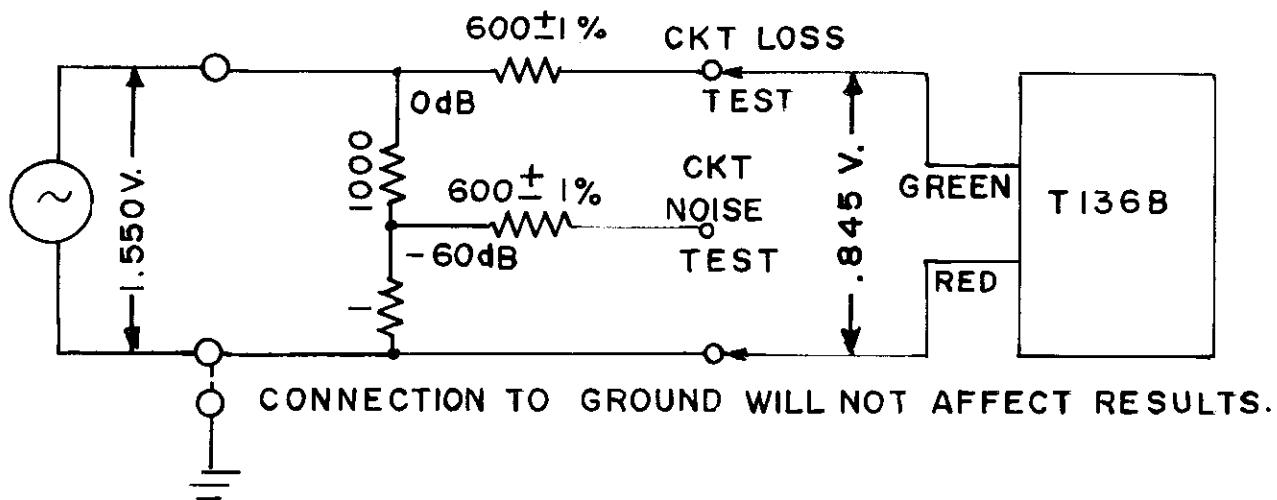 600±1%
CKT LOSS
TEST
0dB
1.550V.
1000
600±1%
CKT
NOISE
TEST
-60dB
1
.845 V.
GREEN
RED
T136B
CONNECTION TO GROUND WILL NOT AFFECT RESULTS.